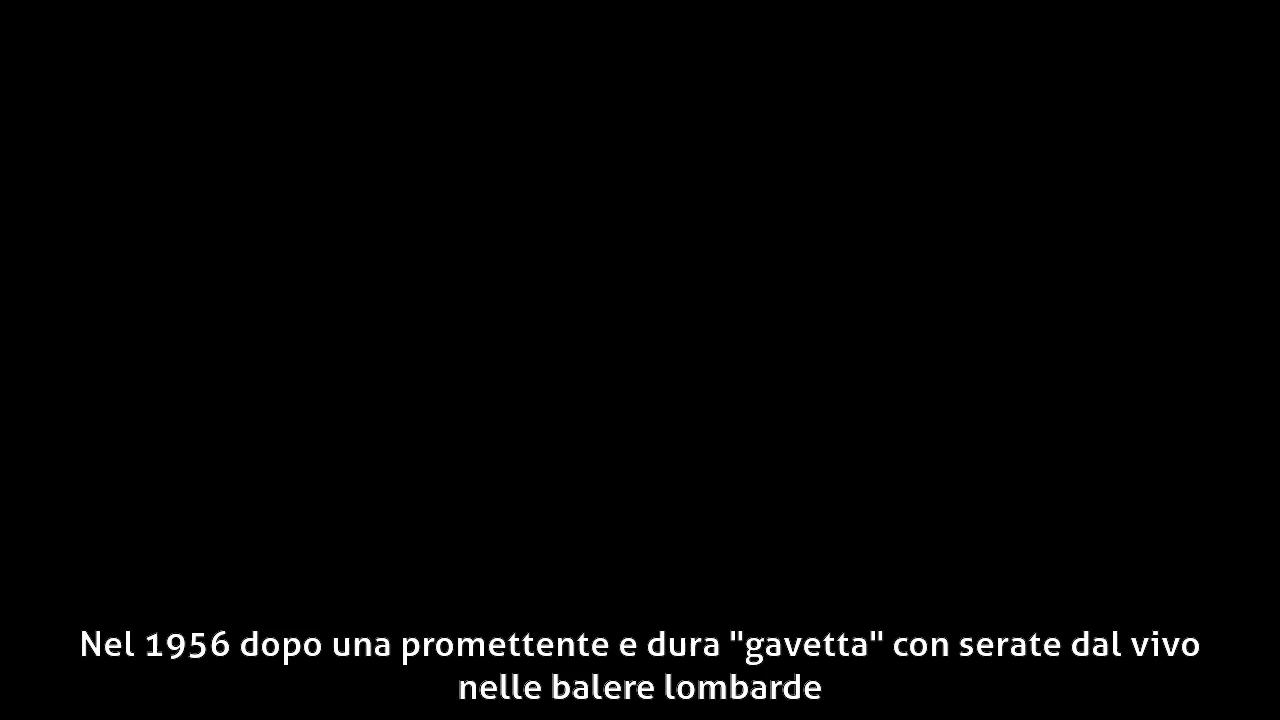 Nel 1956 dopo una promettente e dura "gavetta" con serate dal vivo
nelle balere lombarde